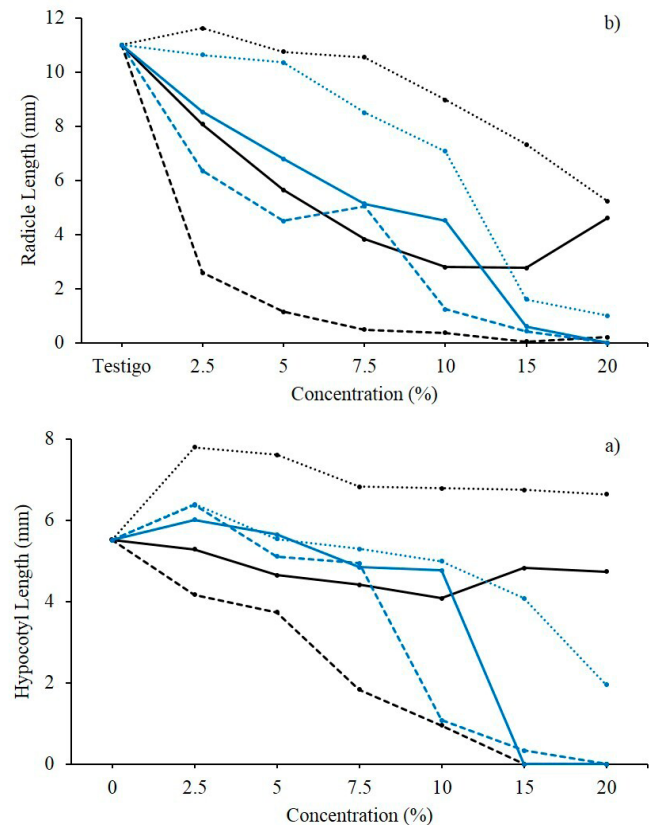 b)
12
10
8
6
4
2
0
Radicle Length (mm)
Testigo 2.5 5 7.5 10 15 20
Concentration (%)
a)
8
6
4
2
0
Hypocotyl Length (mm)
0 2.5 5 7.5 10 15 20
Concentration (%)